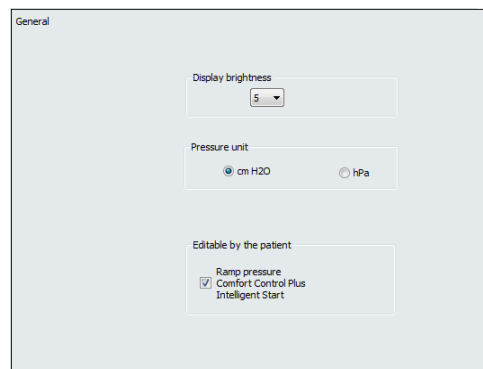 General
Display brightness
5
Pressure unit
cm H2O
hPa
Editable by the patient
Ramp pressure
Comfort Control Plus
Intelligent Start